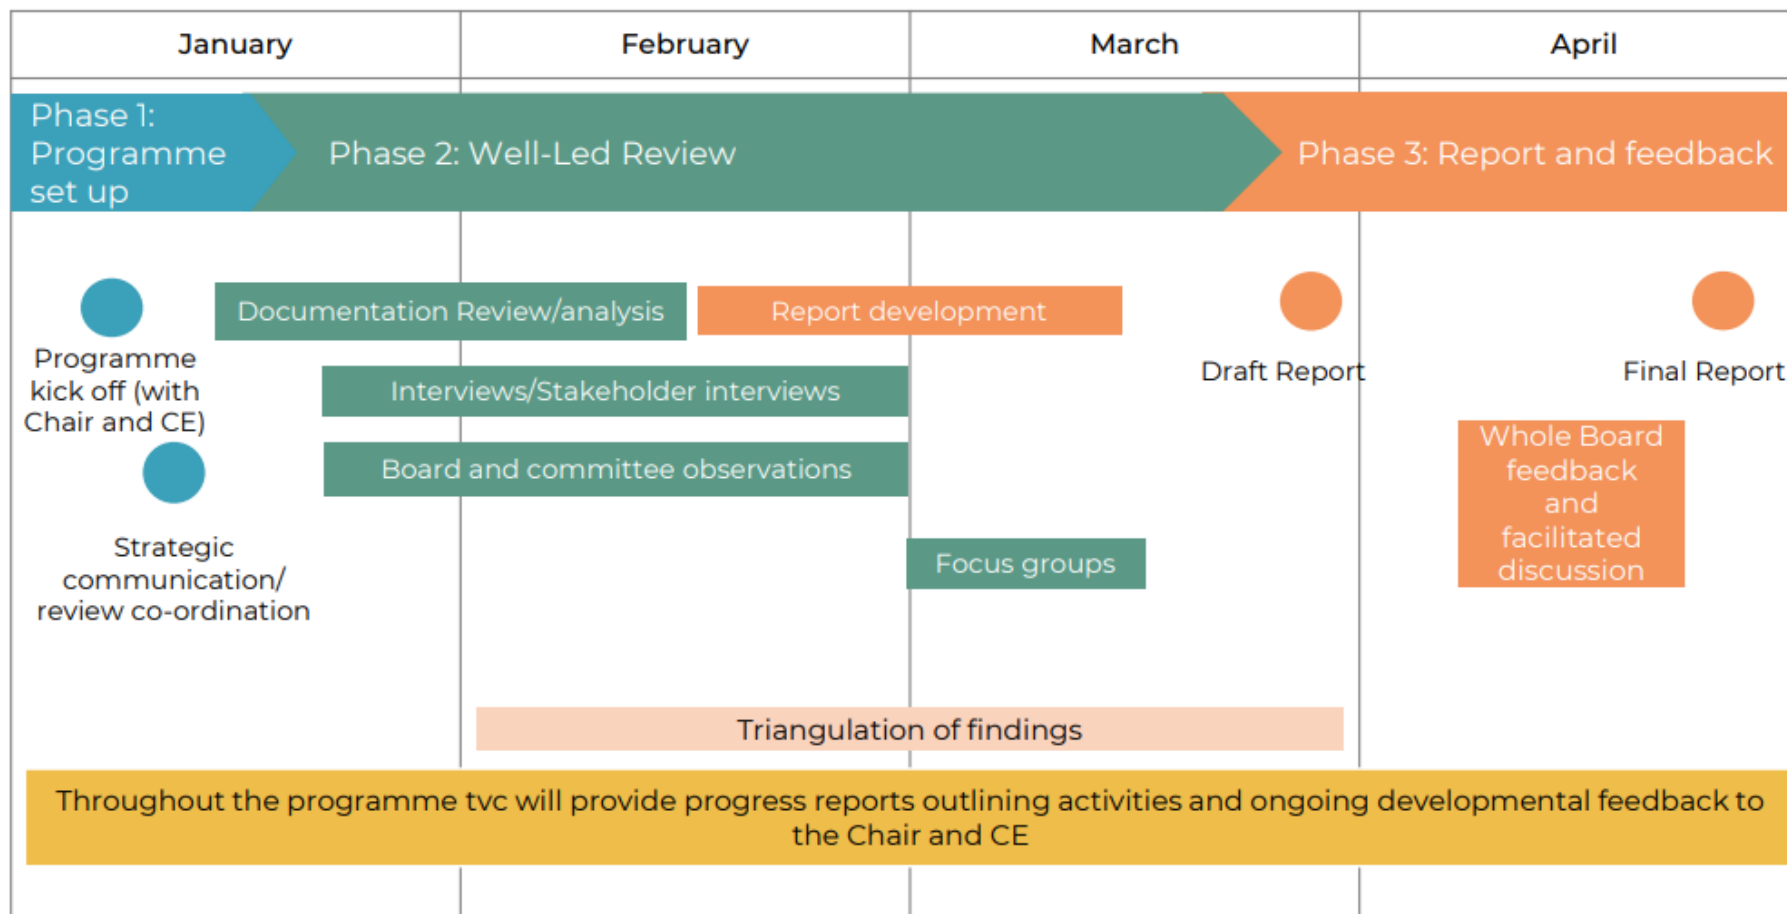 January
February
March
April
Phase 1:
Programme
set up
Phase 2: Well-Led Review
Phase 3: Report and feedback
Documentation Review/analysis
Report development
Programme
kick off (with
Chair and CE)
Draft Report
Final Report
Interviews/Stakeholder interviews
Board and committee observations
Whole Board
feedback
and
facilitated
discussion
Strategic
communication/
review co-ordination
Focus groups
Triangulation of findings
Throughout the programme tvc will provide progress reports outlining activities and ongoing developmental feedback to
the Chair and CE